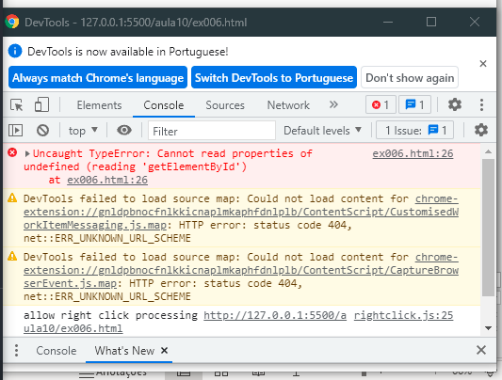 DevTools - 127.0.0.1:5500/aula10/ex006.html
DevTools is now available in Portuguese!
Always match Chrome's language Switch DevTools to Portuguese Don't show again
Elements Console Sources Network 1 1
top Filter Default levels 1 Issue: 1
Uncaught TypeError: Cannot read properties of ex006.html:26
undefined (reading 'getElementById')
at ex006.html:26
DevTools failed to load source map: Could not load content for chrome-
extension://gnldpbnocfnlkkicnaplmkaphfdnlplb/ContentScript/CustomisedW
orkItemMessaging.js.map: HTTP error: status code 404,
net::ERR_UNKNOWN_URL_SCHEME
DevTools failed to load source map: Could not load content for chrome-
extension://gnldpbnocfnlkkicnaplmkaphfdnlplb/ContentScript/CaptureBrow
serEvent.js.map: HTTP error: status code 404,
net::ERR_UNKNOWN_URL_SCHEME
allow right click processing http://127.0.0.1:5500/a rightclick.js:25
ula10/ex006.html
Console What's New
Anotações